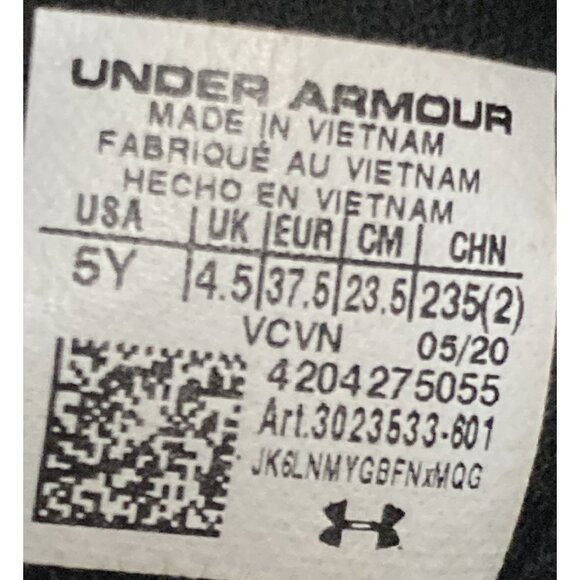 UNDER ARMOUR
MADE IN VIETNAM
FABRIQUÉ AU VIETNAM
HECHO EN VIETNAM
USA | UK | EUR | CM | CHN
5Y | 4.5 | 37.5 | 23.5 | 235(2)
VCVN 05/20
4204275055
Art.3023533-601
JK6LNMYGBFNxMQG